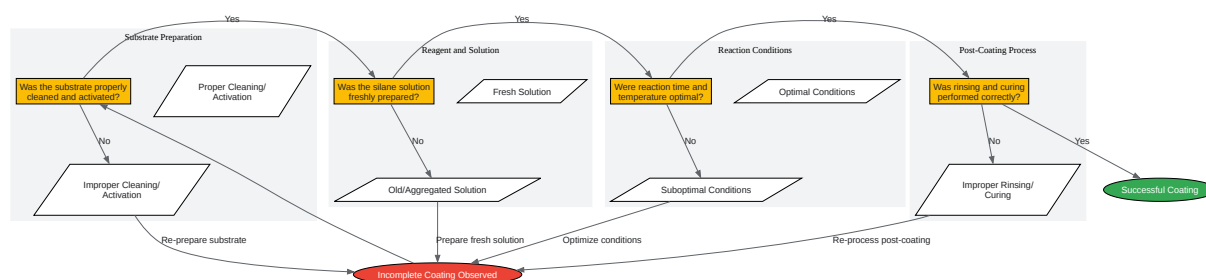 Yes
Yes
Yes
Substrate Preparation
Reagent and Solution
Reaction Conditions
Post-Coating Process
Was the substrate properly
cleaned and activated?
Proper Cleaning/
Activation
Was the silane solution
freshly prepared?
Fresh Solution
Were reaction time and
temperature optimal?
Optimal Conditions
Was rinsing and curing
performed correctly?
No
No
No
No
Yes
Improper Cleaning/
Activation
Old/Aggregated Solution
Suboptimal Conditions
Improper Rinsing/
Curing
Successful Coating
Re-prepare substrate
Prepare fresh solution
Optimize conditions
Re-process post-coating
Incomplete Coating Observed